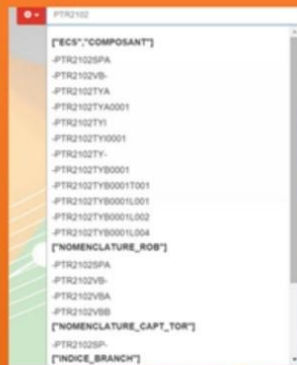 PTR2102
["ECS","COMPOSANT"]
-PTR2102SPA
-PTR2102VB-
-PTR2102TYA
-PTR2102TYA0001
-PTR2102TYI
-PTR2102TYI0001
-PTR2102TY-
-PTR2102TYB0001
-PTR2102TYB0001T001
-PTR2102TYB0001L001
-PTR2102TYB0001L002
-PTR2102TYB0001L004
["NOMENCLATURE_ROB"]
-PTR2102SPA
-PTR2102VB-
-PTR2102VBA
-PTR2102VBB
["NOMENCLATURE_CAPT_TOR"]
-PTR2102SP-
["INDICE_BRANCH"]